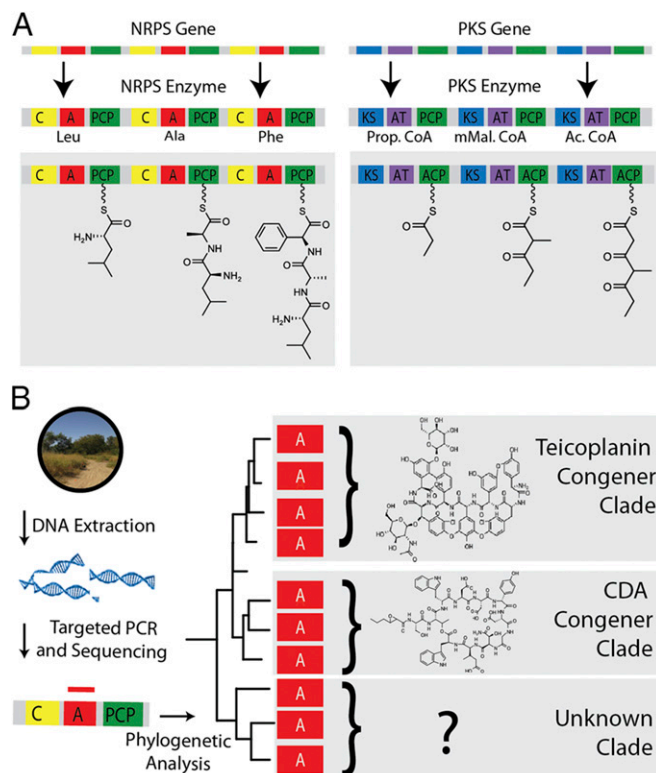 A
NRPS Gene
PKS Gene
NRPS Enzyme
PKS Enzyme
C A PCP C A PCP C A PCP
KS AT PCP KS AT PCP KS AT PCP
Leu Ala Phe
Prop. CoA mMal. CoA Ac. CoA
C A PCP C A PCP C A PCP
KS AT ACP KS AT ACP KS AT ACP
B
DNA Extraction
Targeted PCR
and Sequencing
C A PCP
Phylogenetic
Analysis
A
A
A
A
Teicoplanin
Congener
Clade
A
A
A
CDA
Congener
Clade
A
A
A
?
Unknown
Clade